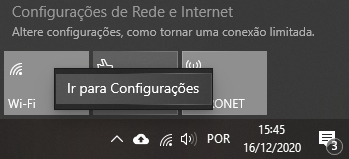 Configurações de Rede e Internet
Altere configurações, como tornar uma conexão limitada.
Ir para Configurações
Wi-Fi
RONET
POR
15:45
16/12/2020
3